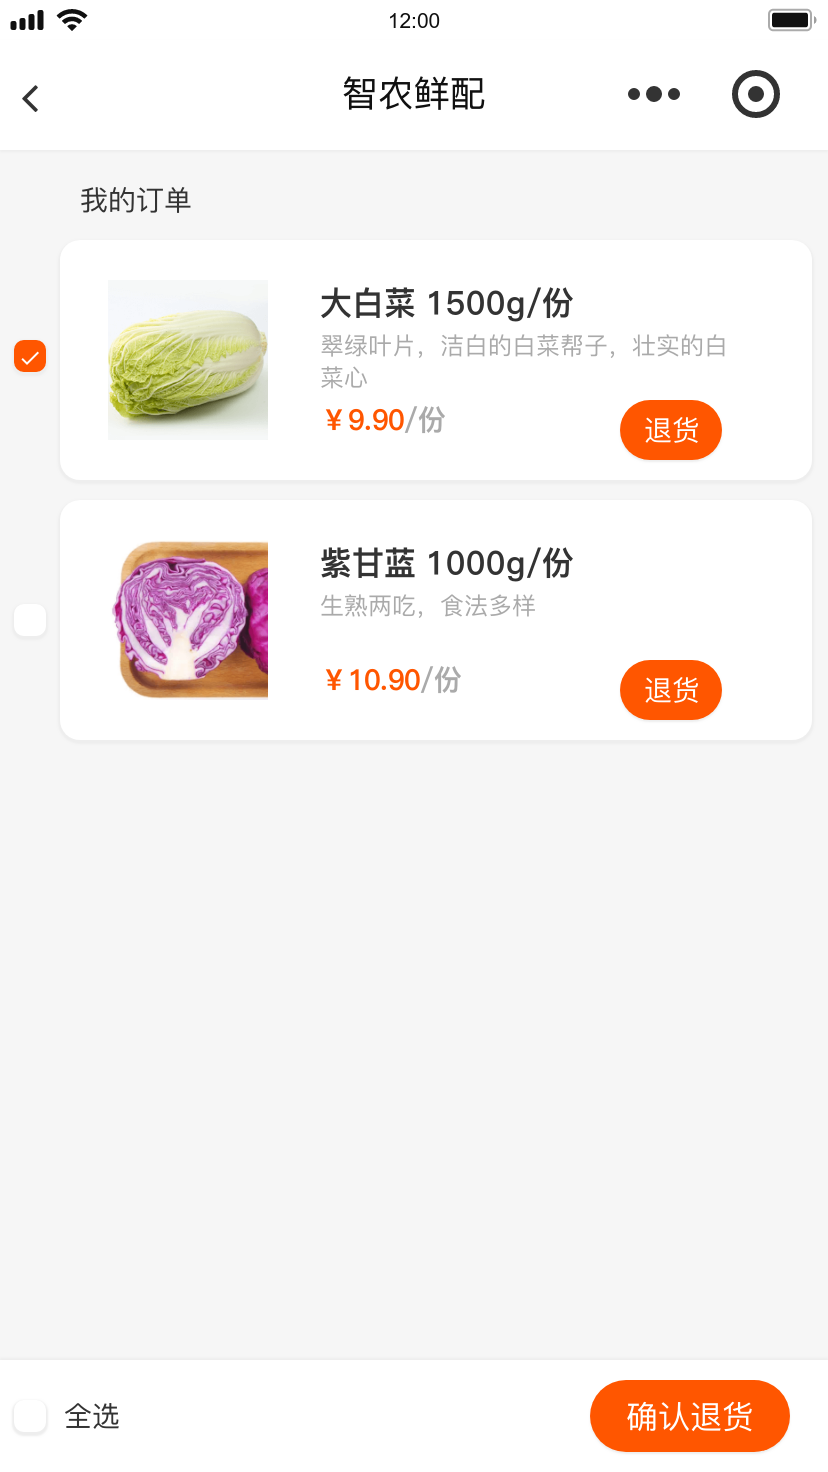 12:00
智农鲜配
我的订单
大白菜 1500g/份
翠绿叶片，洁白的白菜帮子，壮实的白
菜心
￥9.90/份
退货
紫甘蓝 1000g/份
生熟两吃，食法多样
￥10.90/份
退货
全选
确认退货